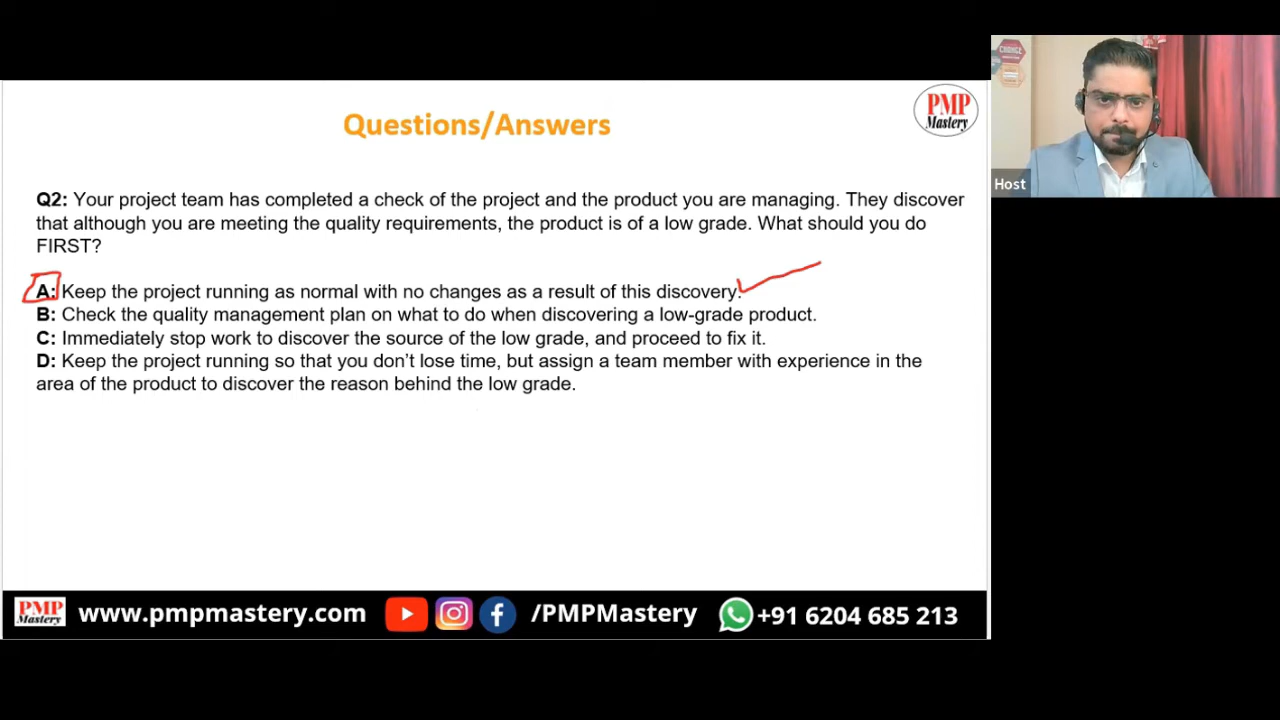 PMP
Mastery
Questions/Answers
Host
Q2: Your project team has completed a check of the project and the product you are managing. They discover
that although you are meeting the quality requirements, the product is of a low grade. What should you do
FIRST?
A: Keep the project running as normal with no changes as a result of this discovery.
B: Check the quality management plan on what to do when discovering a low-grade product.
C: Immediately stop work to discover the source of the low grade, and proceed to fix it.
D: Keep the project running so that you don’t lose time, but assign a team member with experience in the
area of the product to discover the reason behind the low grade.
PMP
Mastery
www.pmpmastery.com /PMPMastery +91 6204 685 213